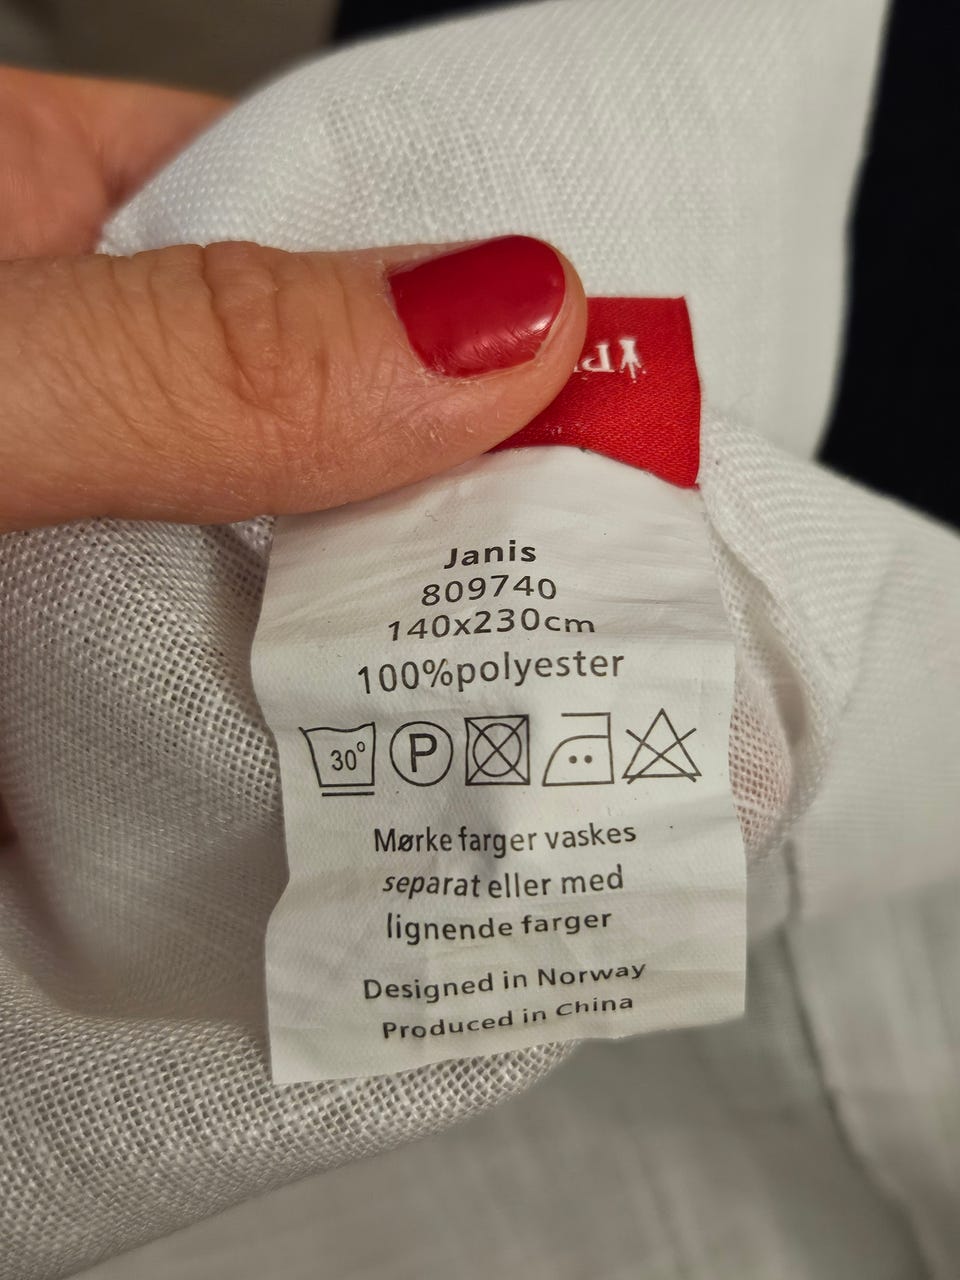 Janis
809740
140x230cm
100%polyester
30° P
Mørke farger vaskes
separat eller med
lignende farger
Designed in Norway
Produced in China